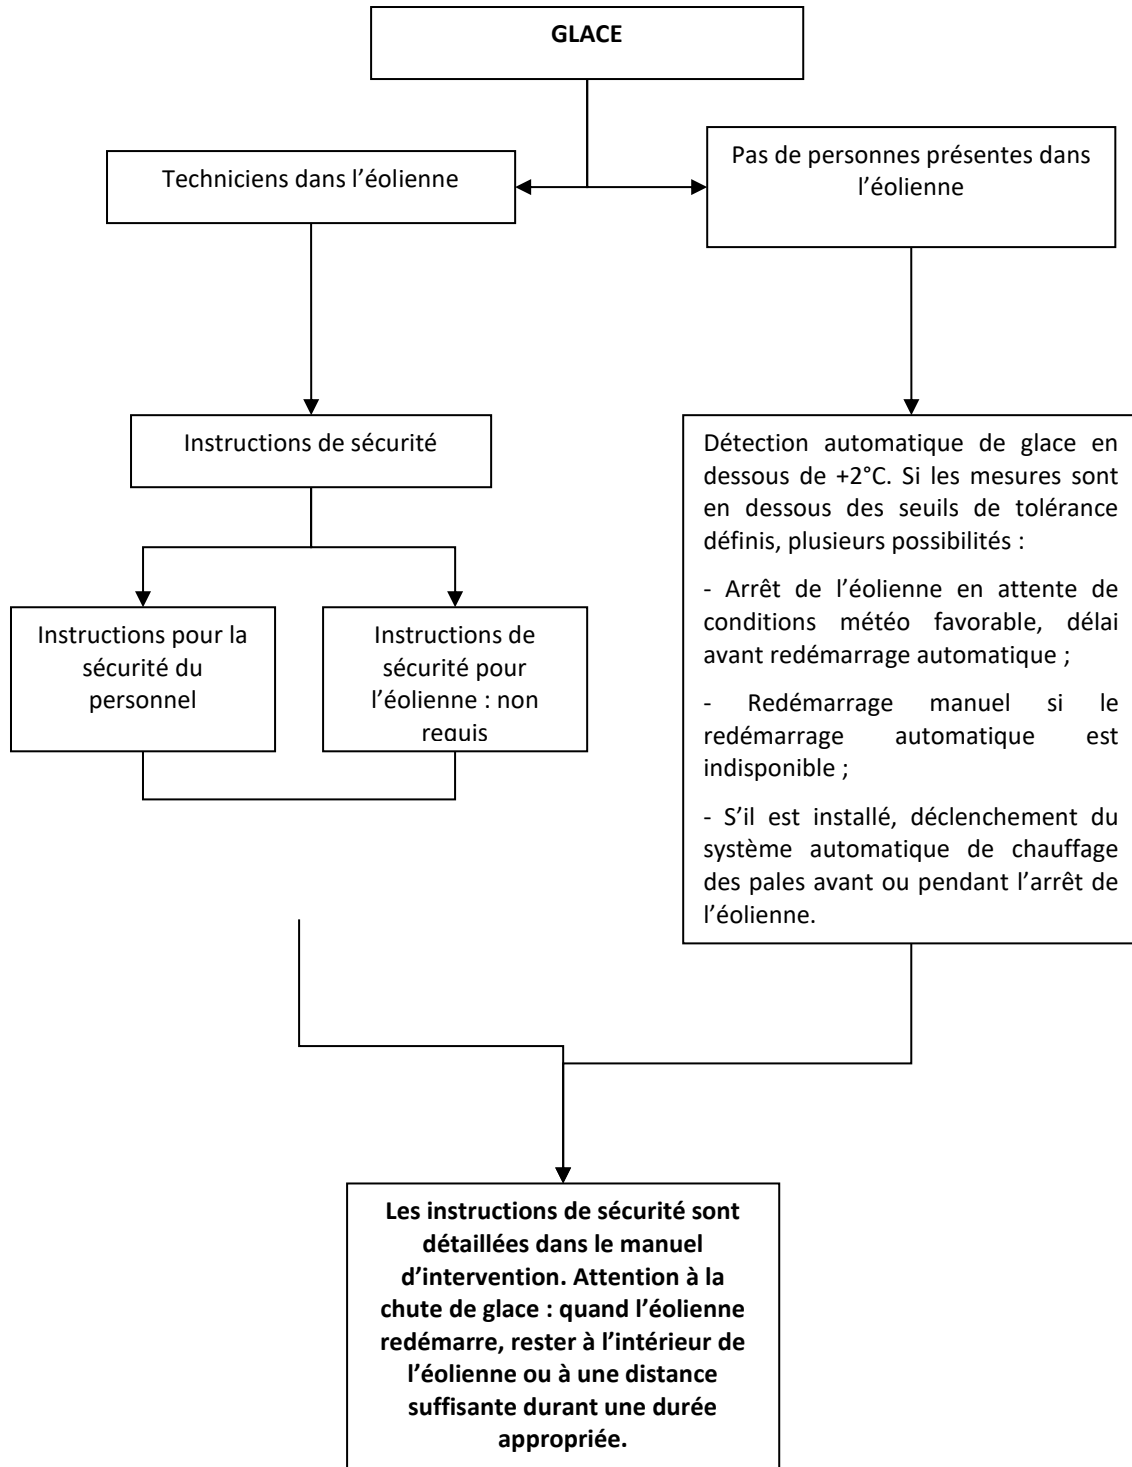 GLACE
Techniciens dans l’éolienne
Pas de personnes présentes dans
l’éolienne
Instructions de sécurité
Instructions pour la
sécurité du
personnel
Instructions de
sécurité pour
l’éolienne : non
requis
Détection automatique de glace en
dessous de +2°C. Si les mesures sont
en dessous des seuils de tolérance
définis, plusieurs possibilités :
- Arrêt de l’éolienne en attente de
conditions météo favorable, délai
avant redémarrage automatique ;
- Redémarrage manuel si le
redémarrage automatique est
indisponible ;
- S’il est installé, déclenchement du
système automatique de chauffage
des pales avant ou pendant l’arrêt de
l’éolienne.
Les instructions de sécurité sont
détaillées dans le manuel
d’intervention. Attention à la
chute de glace : quand l’éolienne
redémarre, rester à l’intérieur de
l’éolienne ou à une distance
suffisante durant une durée
appropriée.